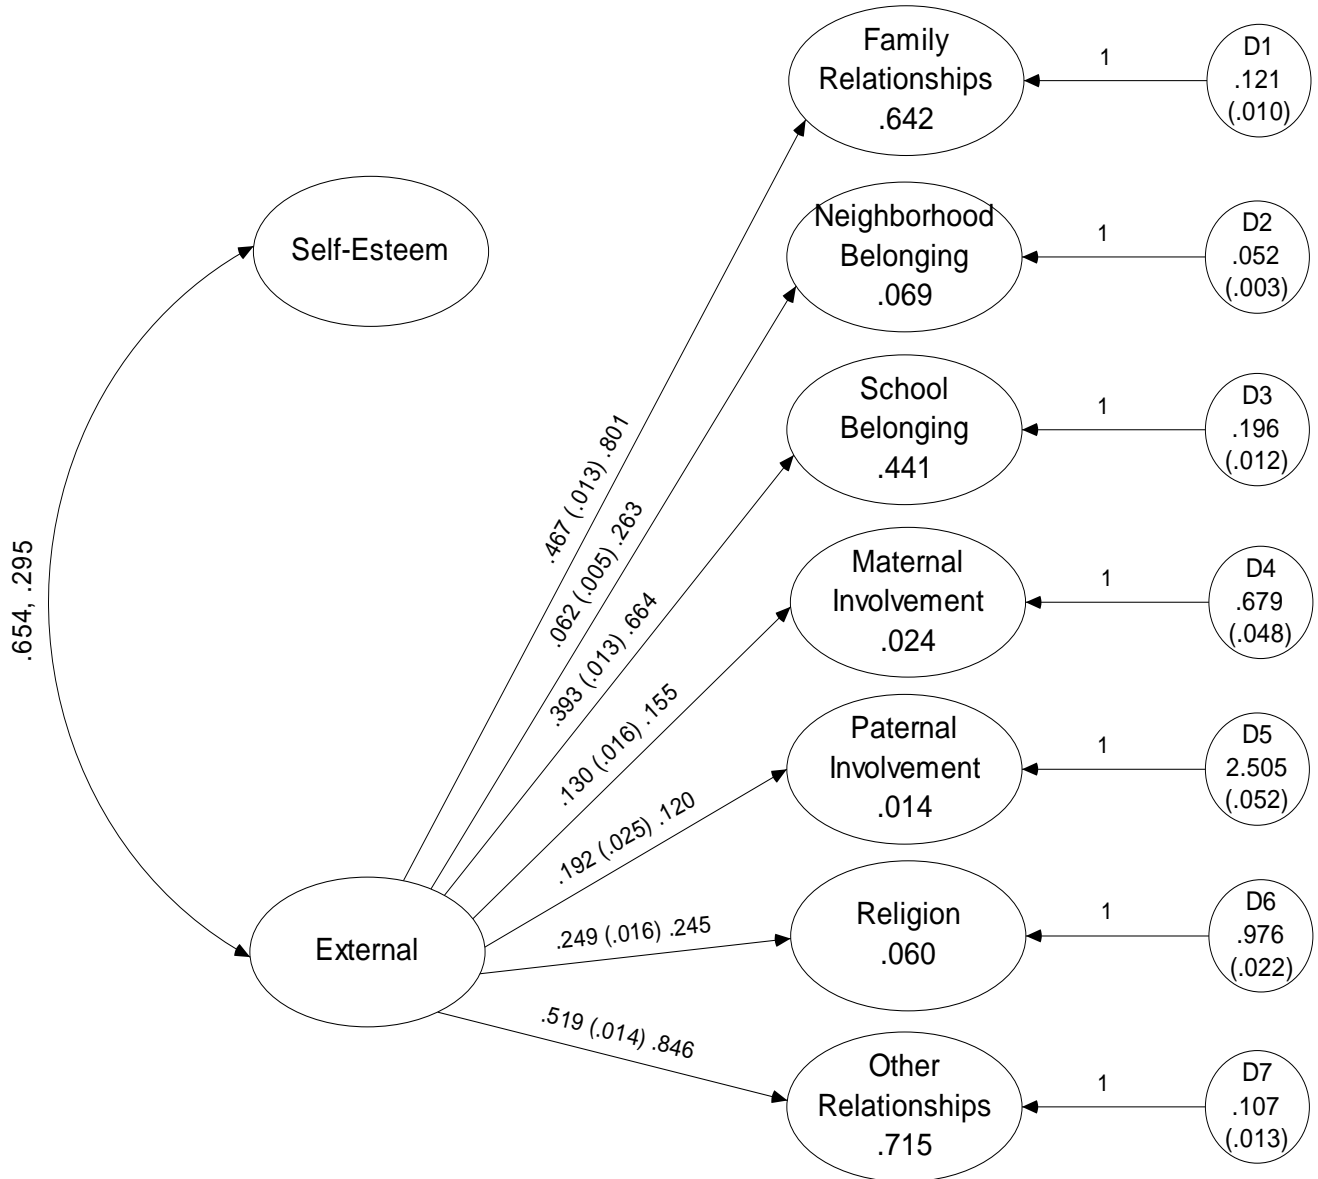 Family
Relationships
.642
1
D1
.121
(.010)
Neighborhood
Belonging
.069
1
D2
.052
(.003)
Self-Esteem
School
Belonging
.441
1
D3
.196
(.012)
.467 (.013) .801
.062 (.005) .263
.393 (.013) .664
.654, .295
Maternal
Involvement
.024
1
D4
.679
(.048)
.130 (.016) .155
Paternal
Involvement
.014
1
D5
2.505
(.052)
.192 (.025) .120
External
.249 (.016) .245
Religion
.060
1
D6
.976
(.022)
.519 (.014) .846
Other
Relationships
.715
1
D7
.107
(.013)